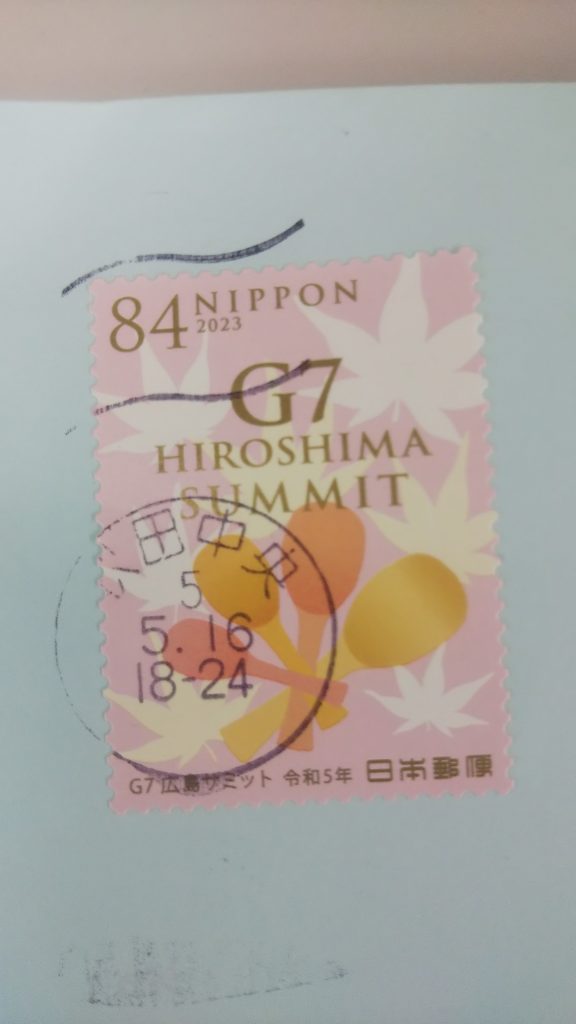 84 NIPPON
2023
G7
HIROSHIMA
SUMMIT
田中央
5
5.16
18-24
G7 広島サミット 令和5年 日本郵便